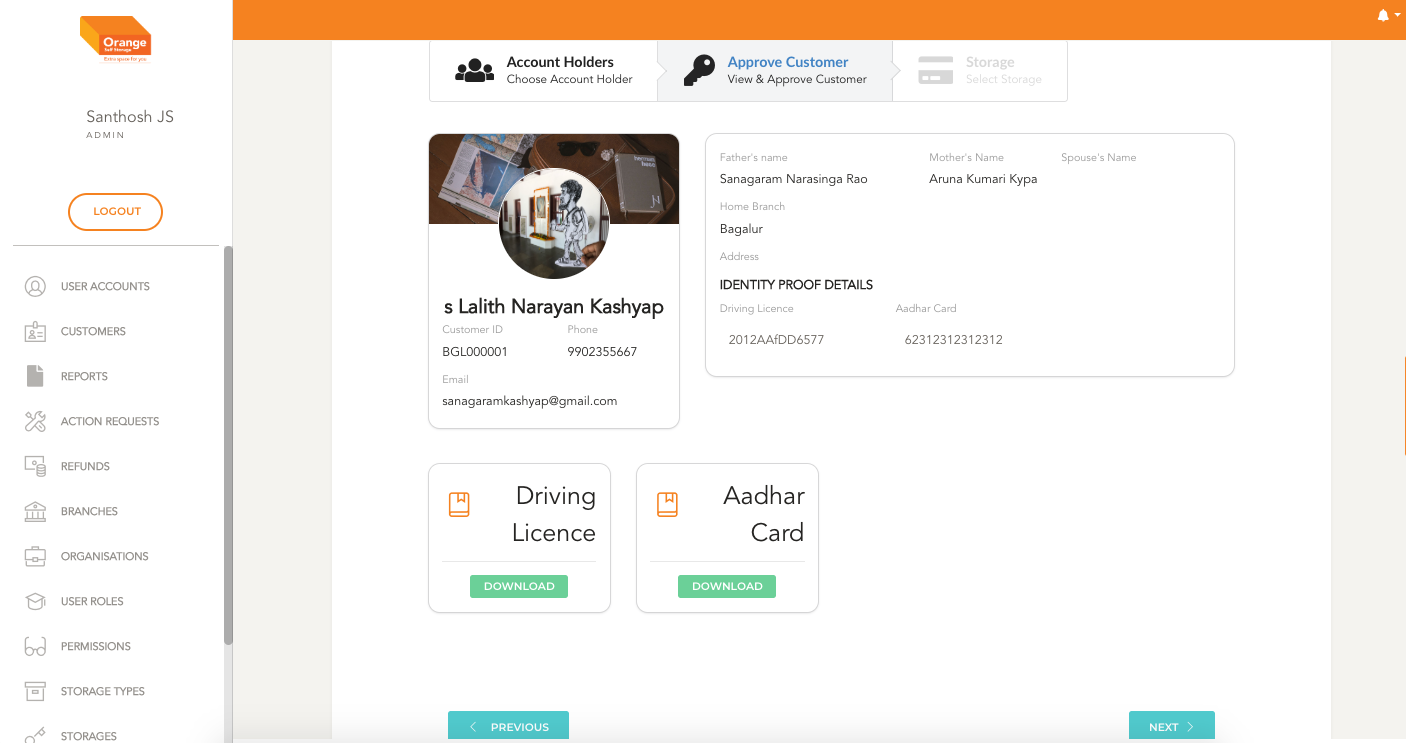 Orange
Self Storage
Extra space for you
Santhosh JS
ADMIN
LOGOUT
USER ACCOUNTS
CUSTOMERS
REPORTS
ACTION REQUESTS
REFUNDS
BRANCHES
ORGANISATIONS
USER ROLES
PERMISSIONS
STORAGE TYPES
STORAGES
Account Holders
Choose Account Holder
Approve Customer
View & Approve Customer
Storage
Select Storage
s Lalith Narayan Kashyap
Customer ID Phone
BGL000001 9902355667
Email
sanagaramkashyap@gmail.com
Father's name Mother's Name Spouse's Name
Sanagaram Narasinga Rao Aruna Kumari Kypa
Home Branch
Bagalur
Address
IDENTITY PROOF DETAILS
Driving Licence Aadhar Card
2012AAfDD6577 62312312312312
Driving
Licence
DOWNLOAD
Aadhar
Card
DOWNLOAD
PREVIOUS NEXT